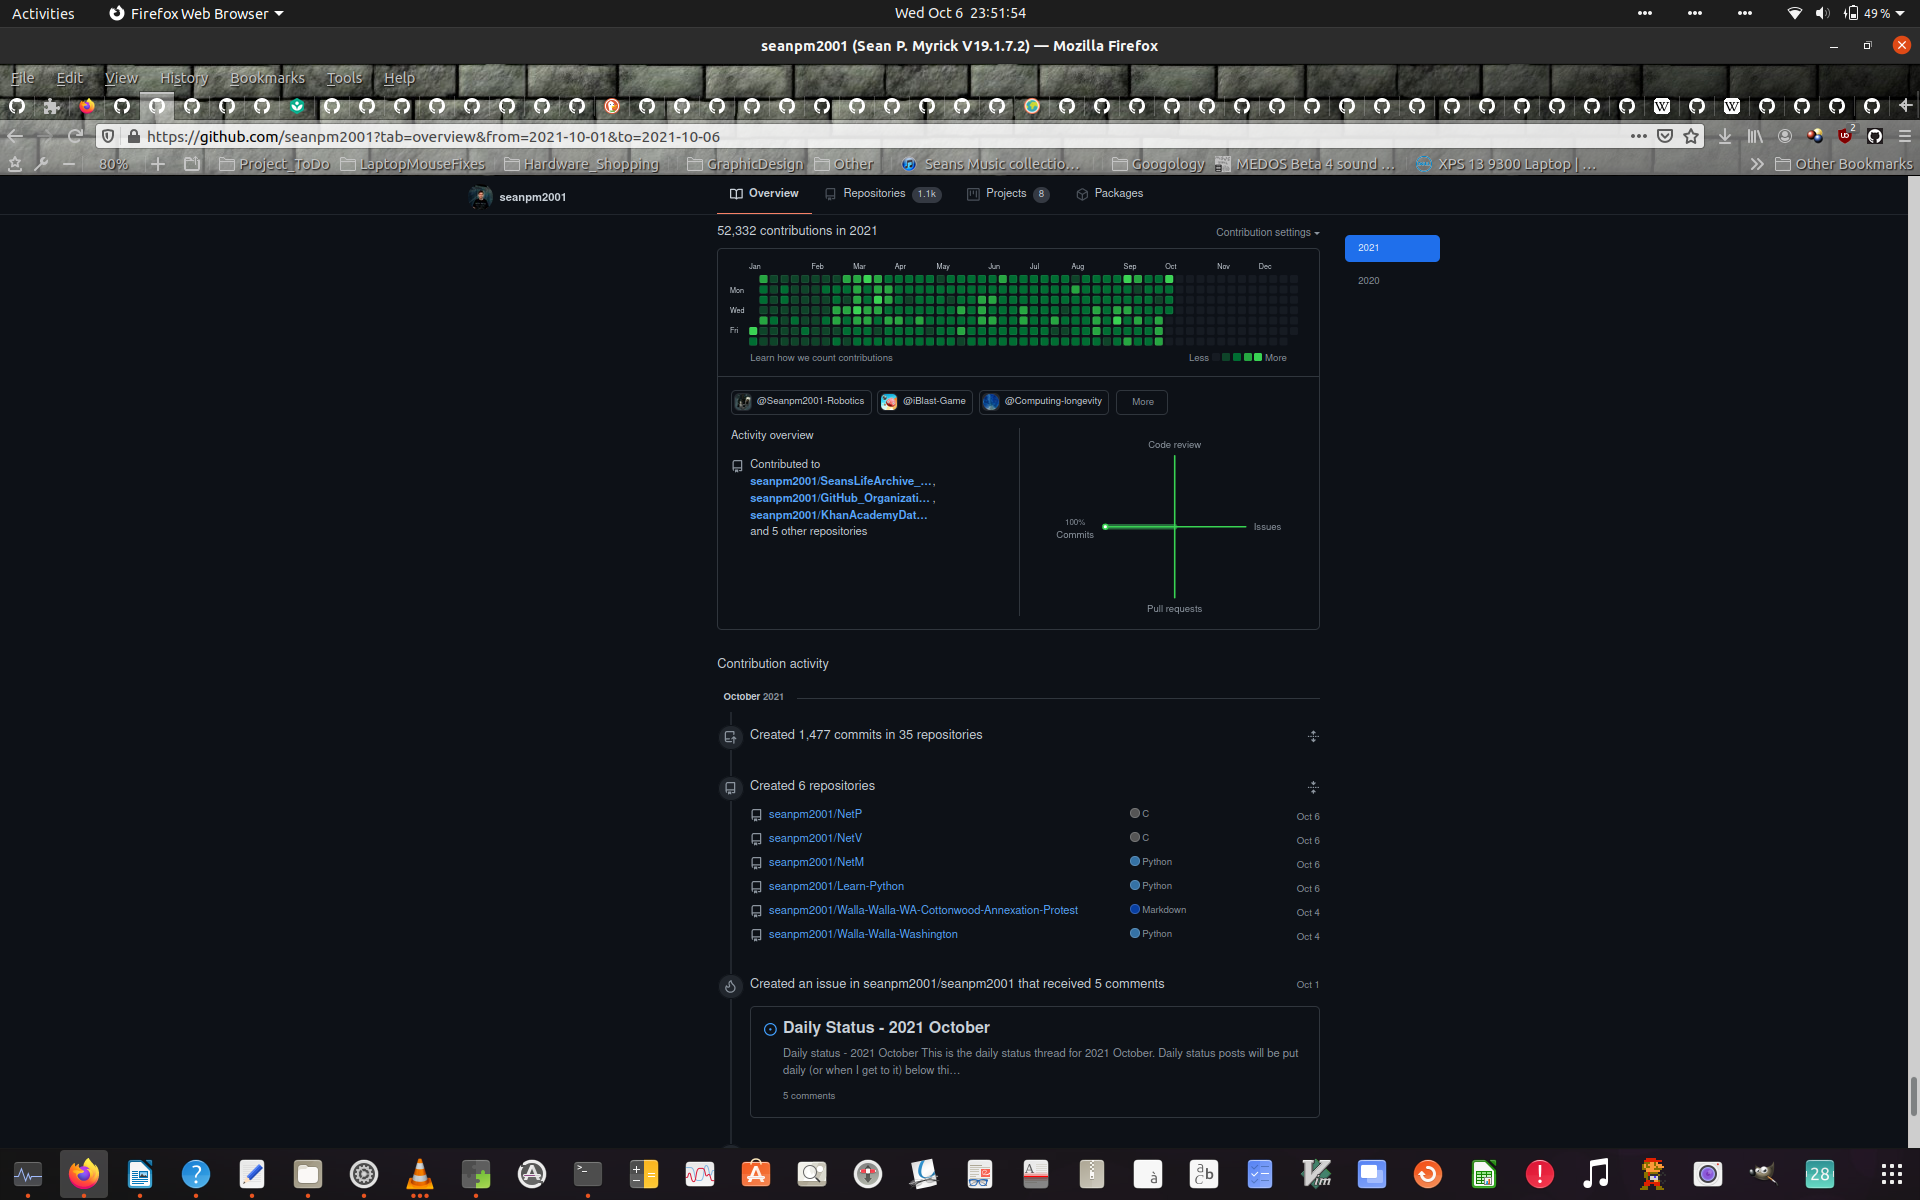 Activities
Firefox Web Browser
Wed Oct 6 23:51:54
49 %
seanpm2001 (Sean P. Myrick V19.1.7.2) — Mozilla Firefox
File Edit View History Bookmarks Tools Help
https://github.com/seanpm2001?tab=overview&from=2021-10-01&to=2021-10-06
2
80%
Project_ToDo
LaptopMouseFixes
Hardware_Shopping
GraphicDesign
Other
Seans Music collectio...
Googology
MEDOS Beta 4 sound ...
XPS 13 9300 Laptop | ...
Other Bookmarks
seanpm2001
Overview
Repositories 1.1k
Projects 8
Packages
52,332 contributions in 2021
Contribution settings
2021
2020
Jan Feb Mar Apr May Jun Jul Aug Sep Oct Nov Dec
Mon
Wed
Fri
Learn how we count contributions
Less More
@Seanpm2001-Robotics
@iBlast-Game
@Computing-longevity
More
Activity overview
Contributed to
seanpm2001/SeansLifeArchive_...,
seanpm2001/GitHub_Organizati... ,
seanpm2001/KhanAcademyDat...
and 5 other repositories
Code review
100%
Commits
Issues
Pull requests
Contribution activity
October 2021
Created 1,477 commits in 35 repositories
Created 6 repositories
seanpm2001/NetP C Oct 6
seanpm2001/NetV C Oct 6
seanpm2001/NetM Python Oct 6
seanpm2001/Learn-Python Python Oct 6
seanpm2001/Walla-Walla-WA-Cottonwood-Annexation-Protest Markdown Oct 4
seanpm2001/Walla-Walla-Washington Python Oct 4
Created an issue in seanpm2001/seanpm2001 that received 5 comments Oct 1
Daily Status - 2021 October
Daily status - 2021 October This is the daily status thread for 2021 October. Daily status posts will be put
daily (or when I get to it) below thi...
5 comments
28